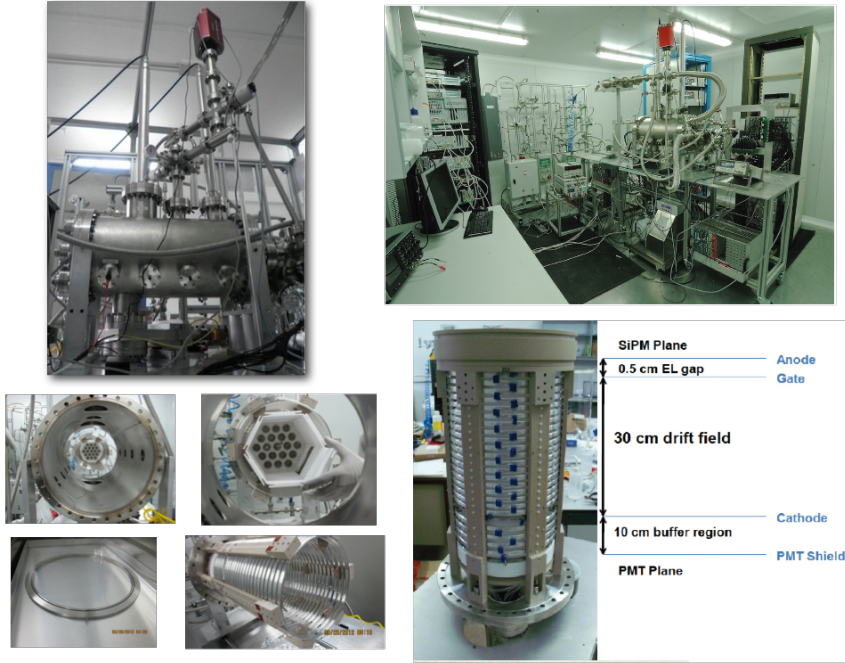 SiPM Plane
Anode
0.5 cm EL gap
Gate
30 cm drift field
Cathode
10 cm buffer region
PMT Shield
PMT Plane